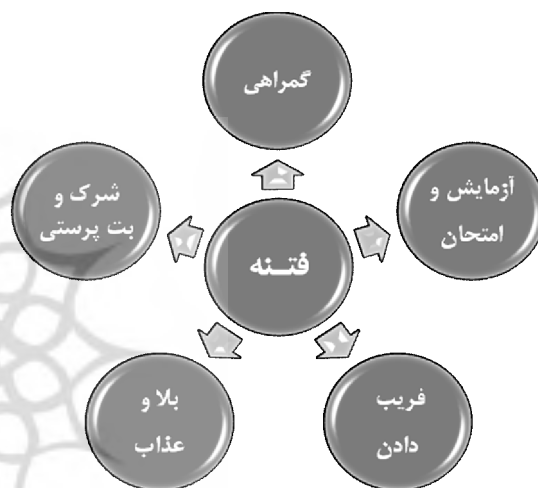 گمراهی
آزمایش و
امتحان
شرک و
بت پرستی
فتـنه
فریب
دادن
بلا و
عذاب